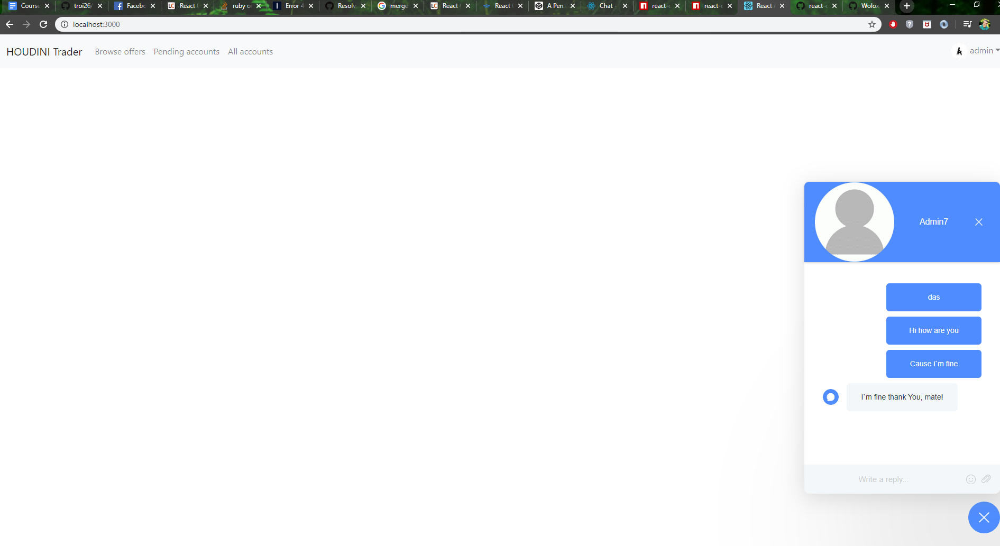 Course troi26/ Facebo React ruby o Error 4 Resolv merge React React A Pen Chat - react-c react-c React react-c Wolox
localhost:3000
HOUDINI Trader Browse offers Pending accounts All accounts admin
Admin7
das
Hi how are you
Cause i`m fine
I`m fine thank You, mate!
Write a reply...